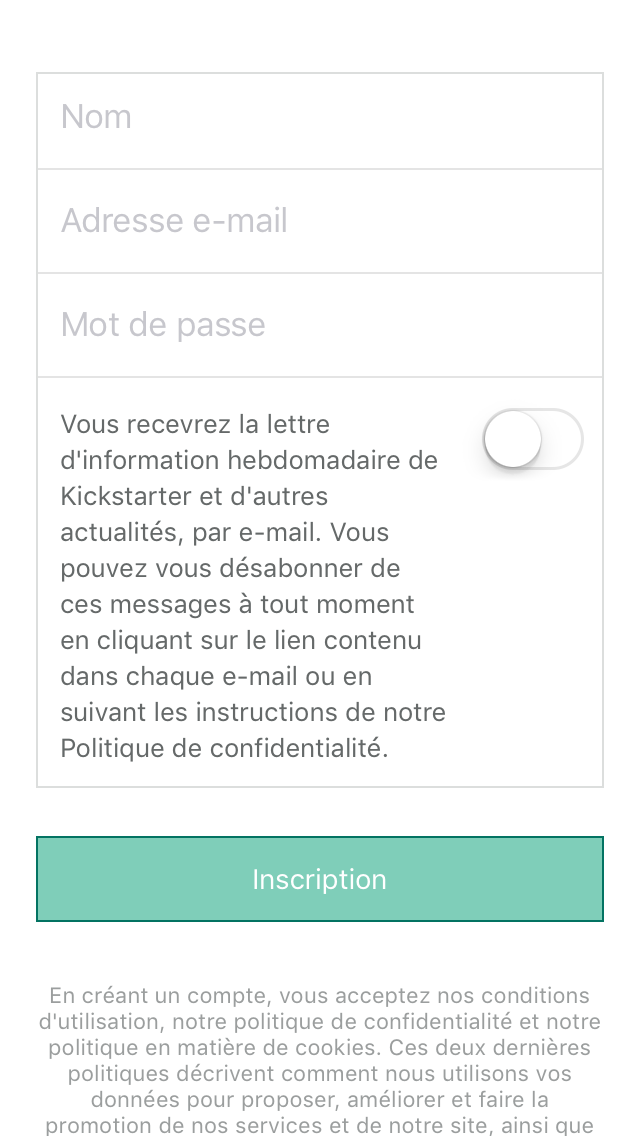 Nom
Adresse e-mail
Mot de passe
Vous recevrez la lettre
d'information hebdomadaire de
Kickstarter et d'autres
actualités, par e-mail. Vous
pouvez vous désabonner de
ces messages à tout moment
en cliquant sur le lien contenu
dans chaque e-mail ou en
suivant les instructions de notre
Politique de confidentialité.
Inscription
En créant un compte, vous acceptez nos conditions
d'utilisation, notre politique de confidentialité et notre
politique en matière de cookies. Ces deux dernières
politiques décrivent comment nous utilisons vos
données pour proposer, améliorer et faire la
promotion de nos services et de notre site, ainsi que